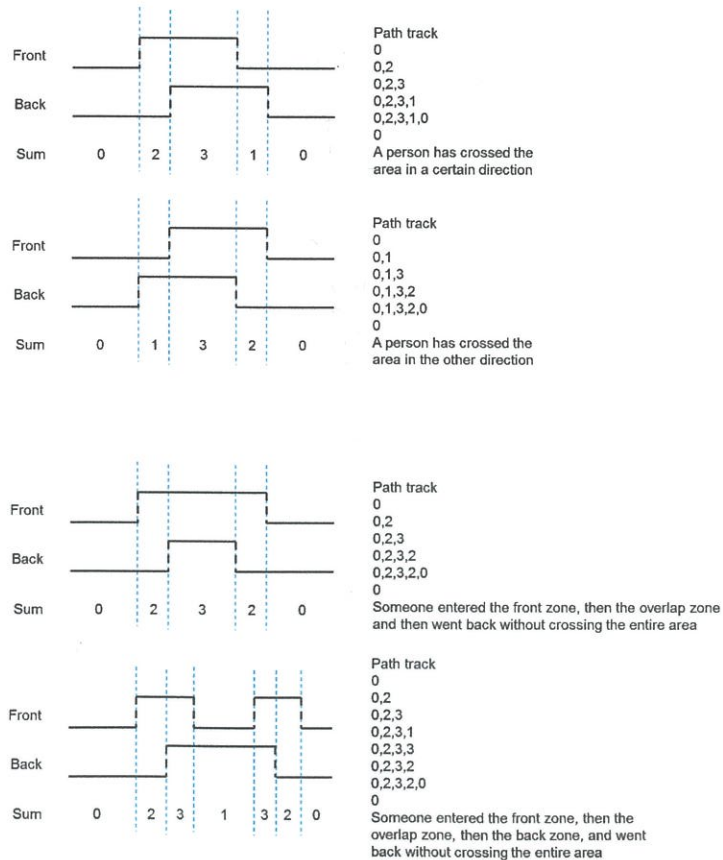 Front
Back
Sum 0 2 3 1 0
Path track
0
0,2
0,2,3
0,2,3,1
0,2,3,1,0
0
A person has crossed the
area in a certain direction
Front
Back
Sum 0 1 3 2 0
Path track
0
0,1
0,1,3
0,1,3,2
0,1,3,2,0
0
A person has crossed the
area in the other direction
Front
Back
Sum 0 2 3 2 0
Path track
0
0,2
0,2,3
0,2,3,2
0,2,3,2,0
0
Someone entered the front zone, then the overlap zone
and then went back without crossing the entire area
Front
Back
Sum 0 2 3 1 3 2 0
Path track
0
0,2
0,2,3
0,2,3,1
0,2,3,3
0,2,3,2
0,2,3,2,0
0
Someone entered the front zone, then the
overlap zone, then the back zone, and went
back without crossing the entire area